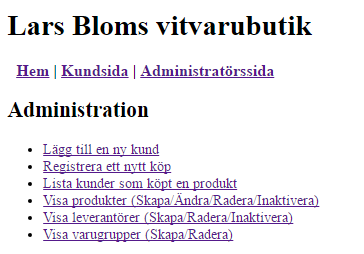 Lars Bloms vitvarubutik
Hem | Kundsida | Administratörssida
Administration
Lägg till en ny kund
Registrera ett nytt köp
Lista kunder som köpt en produkt
Visa produkter (Skapa/Ändra/Radera/Inaktivera)
Visa leverantörer (Skapa/Radera/Inaktivera)
Visa varugrupper (Skapa/Radera)